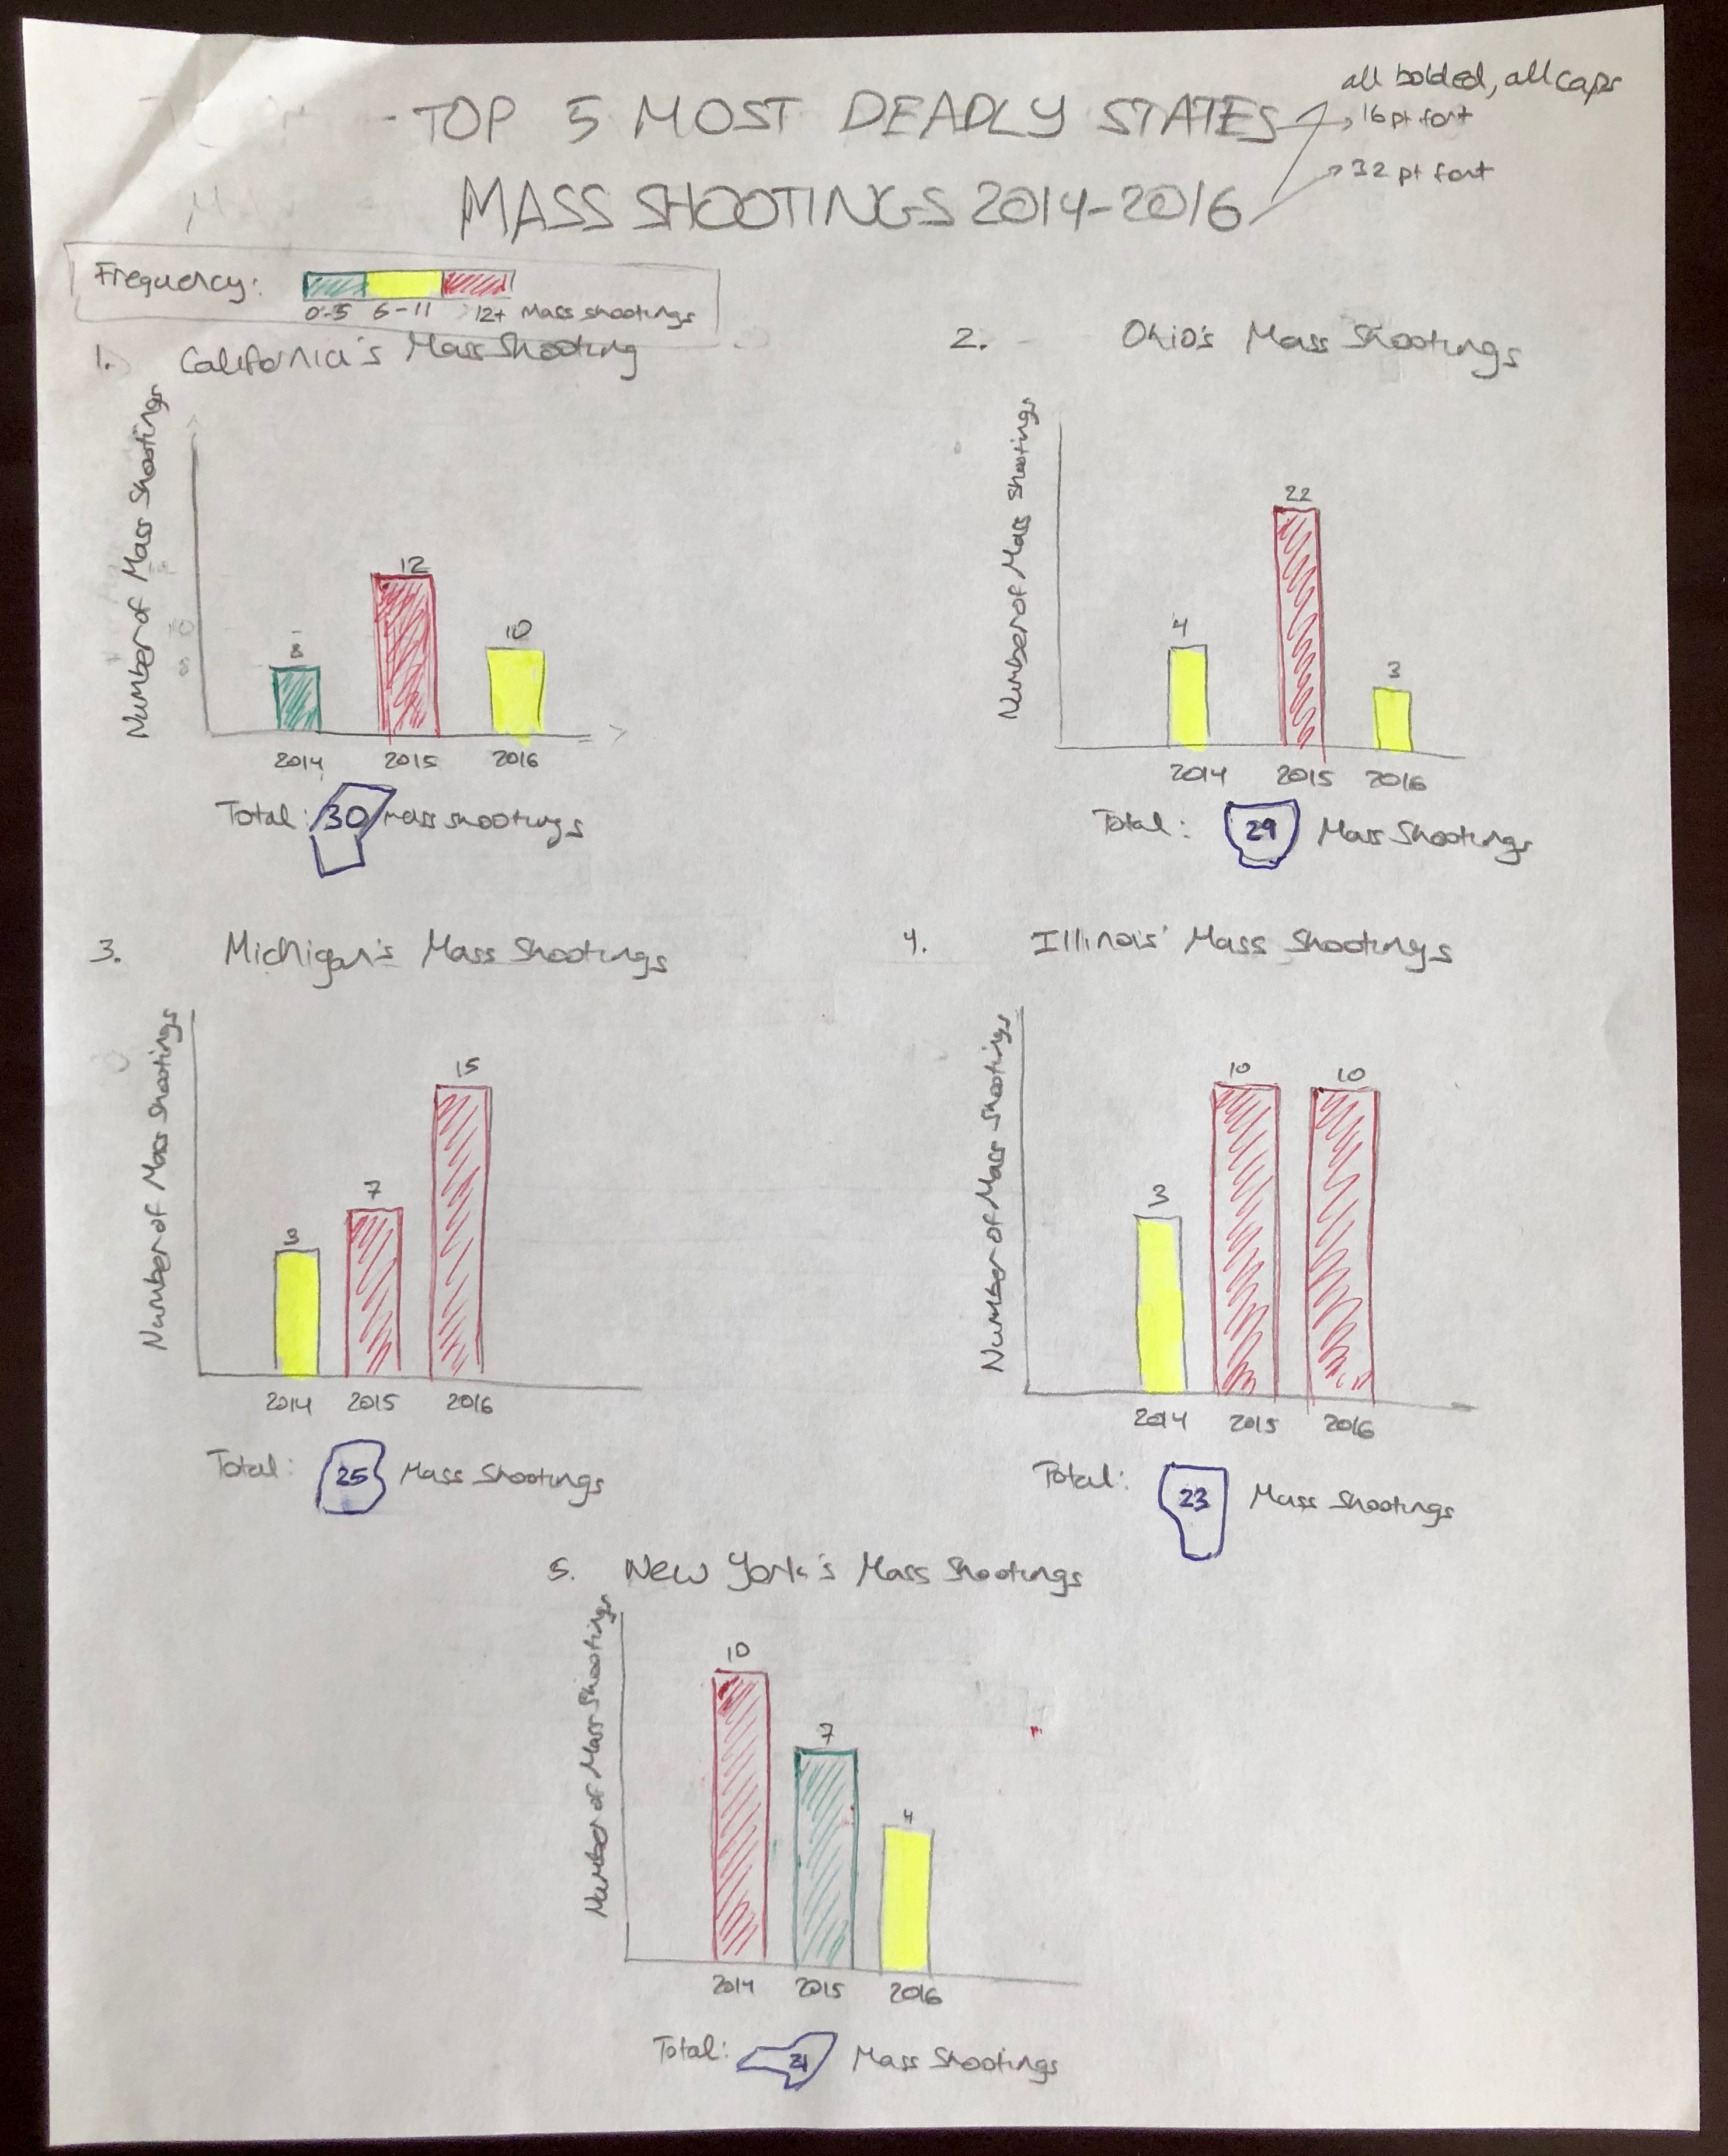 TOP 5 MOST DEADLY STATES
all bolded, all caps
16 pt font
MASS SHOOTINGS 2014-2016
32 pt font
Frequency:
0-5 6-11 12+ Mass shootings
1. California's Mass Shooting
Number of Mass Shootings
10
5
8
12
10
2014 2015 2016
Total: 30 mass shootings
2. Ohio's Mass Shootings
Number of Mass Shootings
4
22
3
2014 2015 2016
Total: 29 Mass Shootings
3. Michigan's Mass Shootings
Number of Mass Shootings
3
7
15
2014 2015 2016
Total: 25 Mass Shootings
4. Illinois' Mass Shootings
Number of Mass Shootings
3
10
10
2014 2015 2016
Total: 23 Mass Shootings
5. New York's Mass Shootings
Number of Mass Shootings
10
7
4
2014 2015 2016
Total: 21 Mass Shootings